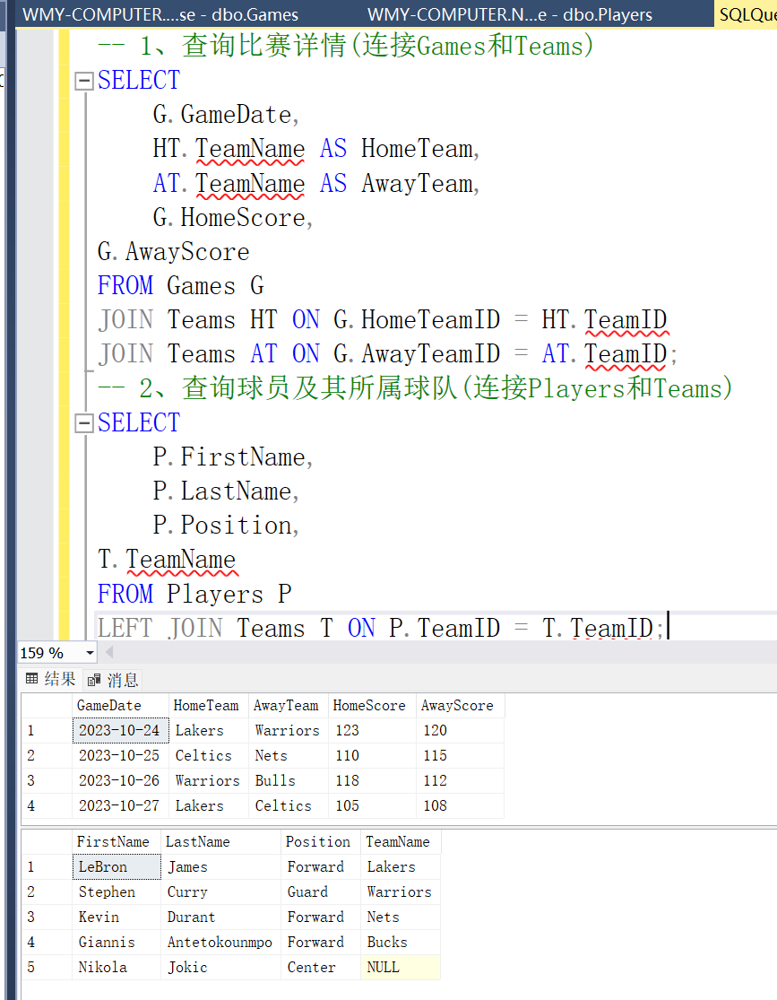 WMY-COMPUTER....se - dbo.Games WMY-COMPUTER.N...e - dbo.Players SQLQue
-- 1、查询比赛详情(连接Games和Teams)
SELECT
G.GameDate,
HT.TeamName AS HomeTeam,
AT.TeamName AS AwayTeam,
G.HomeScore,
G.AwayScore
FROM Games G
JOIN Teams HT ON G.HomeTeamID = HT.TeamID
JOIN Teams AT ON G.AwayTeamID = AT.TeamID;
-- 2、查询球员及其所属球队(连接Players和Teams)
SELECT
P.FirstName,
P.LastName,
P.Position,
T.TeamName
FROM Players P
LEFT JOIN Teams T ON P.TeamID = T.TeamID;
159 %
结果 消息
GameDate HomeTeam AwayTeam HomeScore AwayScore
1 2023-10-24 Lakers Warriors 123 120
2 2023-10-25 Celtics Nets 110 115
3 2023-10-26 Warriors Bulls 118 112
4 2023-10-27 Lakers Celtics 105 108
FirstName LastName Position TeamName
1 LeBron James Forward Lakers
2 Stephen Curry Guard Warriors
3 Kevin Durant Forward Nets
4 Giannis Antetokounmpo Forward Bucks
5 Nikola Jokic Center NULL